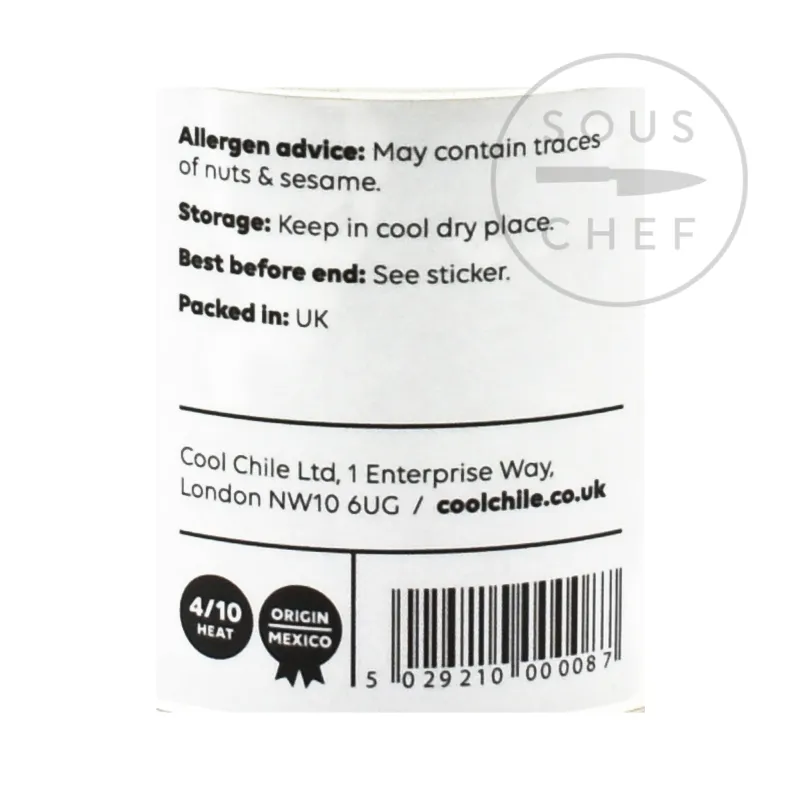 SOUS
CHEF
Allergen advice: May contain traces
of nuts & sesame.
Storage: Keep in cool dry place.
Best before end: See sticker.
Packed in: UK
Cool Chile Ltd, 1 Enterprise Way,
London NW10 6UG / coolchile.co.uk
4/10
HEAT
ORIGIN
MEXICO
5 029210 000087